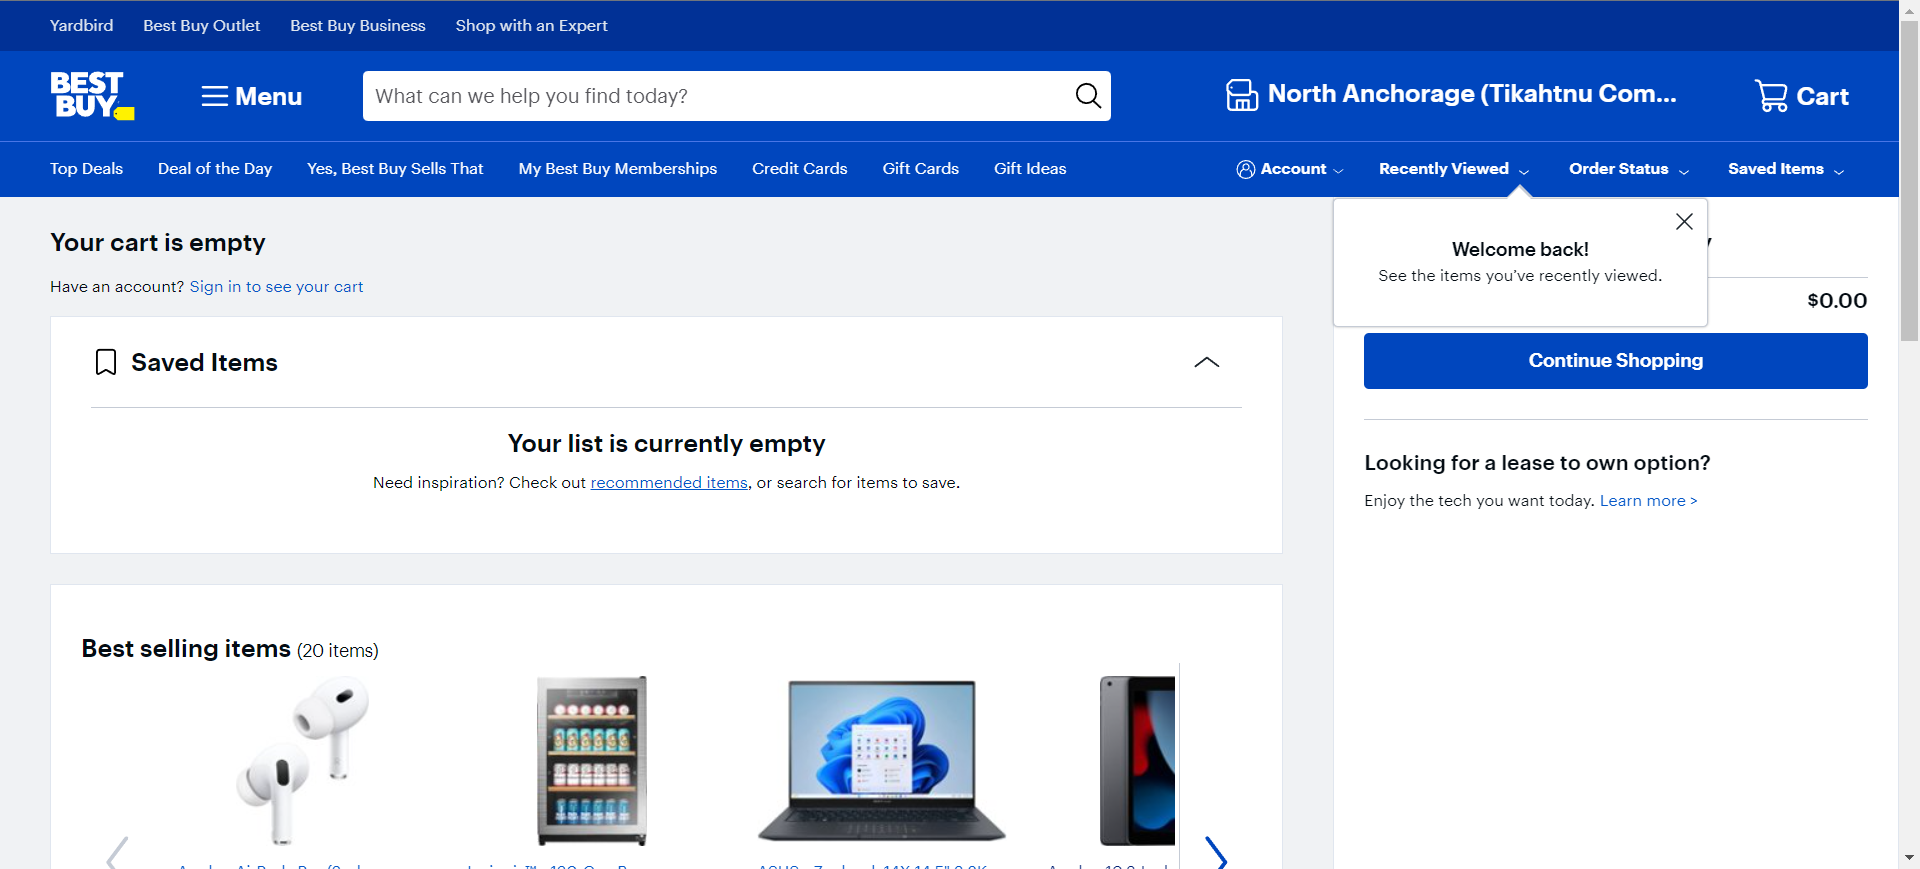 Yardbird Best Buy Outlet Best Buy Business Shop with an Expert
BEST BUY
Menu
What can we help you find today?
North Anchorage (Tikahtnu Com...
Cart
Top Deals Deal of the Day Yes, Best Buy Sells That My Best Buy Memberships Credit Cards Gift Cards Gift Ideas
Account Recently Viewed Order Status Saved Items
Welcome back!
See the items you've recently viewed.
Your cart is empty
Have an account? Sign in to see your cart
$0.00
Continue Shopping
Saved Items
Your list is currently empty
Need inspiration? Check out recommended items, or search for items to save.
Looking for a lease to own option?
Enjoy the tech you want today. Learn more >
Best selling items (20 items)